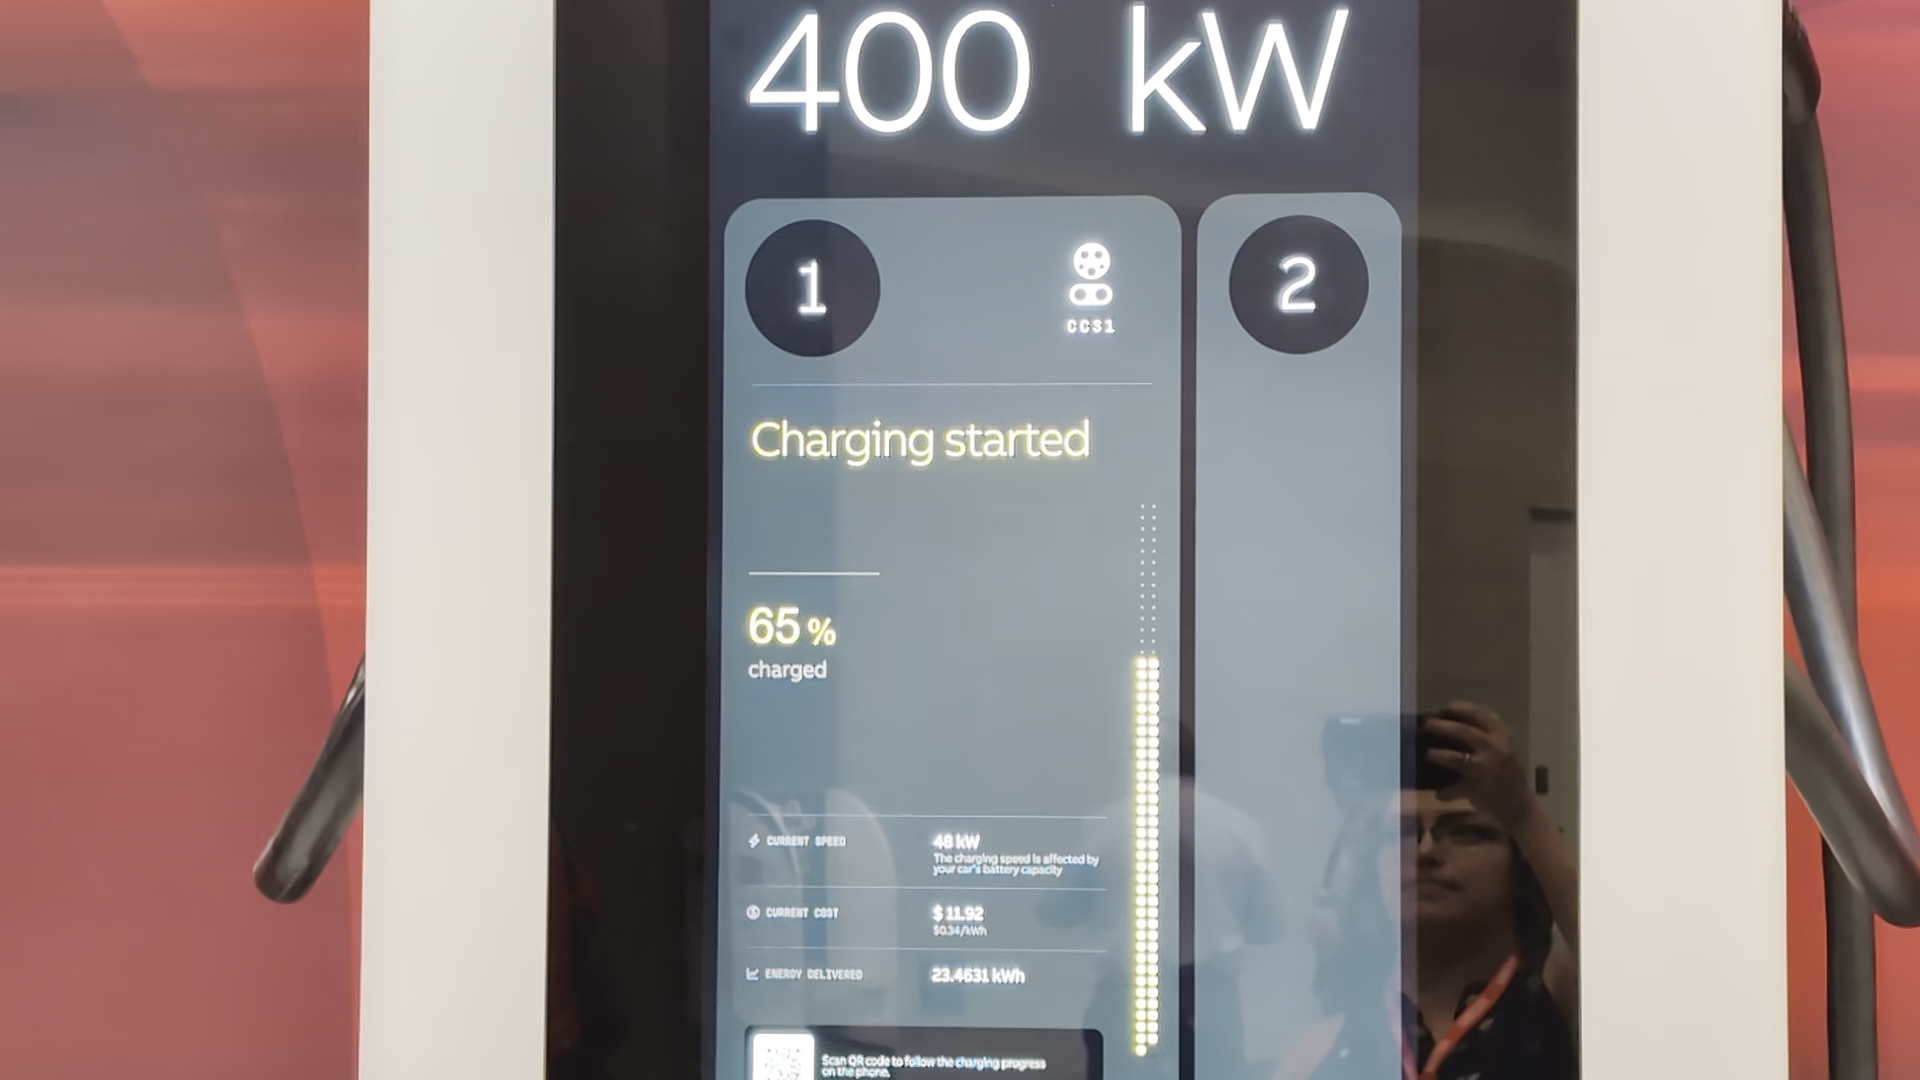 400 kW
1
CCS1
2
Charging started
65 %
charged
CURRENT SPEED
48 kW
The charging speed is affected by
your car's battery capacity
CURRENT COST
$ 11.92
$0.34/kWh
ENERGY DELIVERED
23.4631 kWh
Scan QR code to follow the charging progress
on the phone.